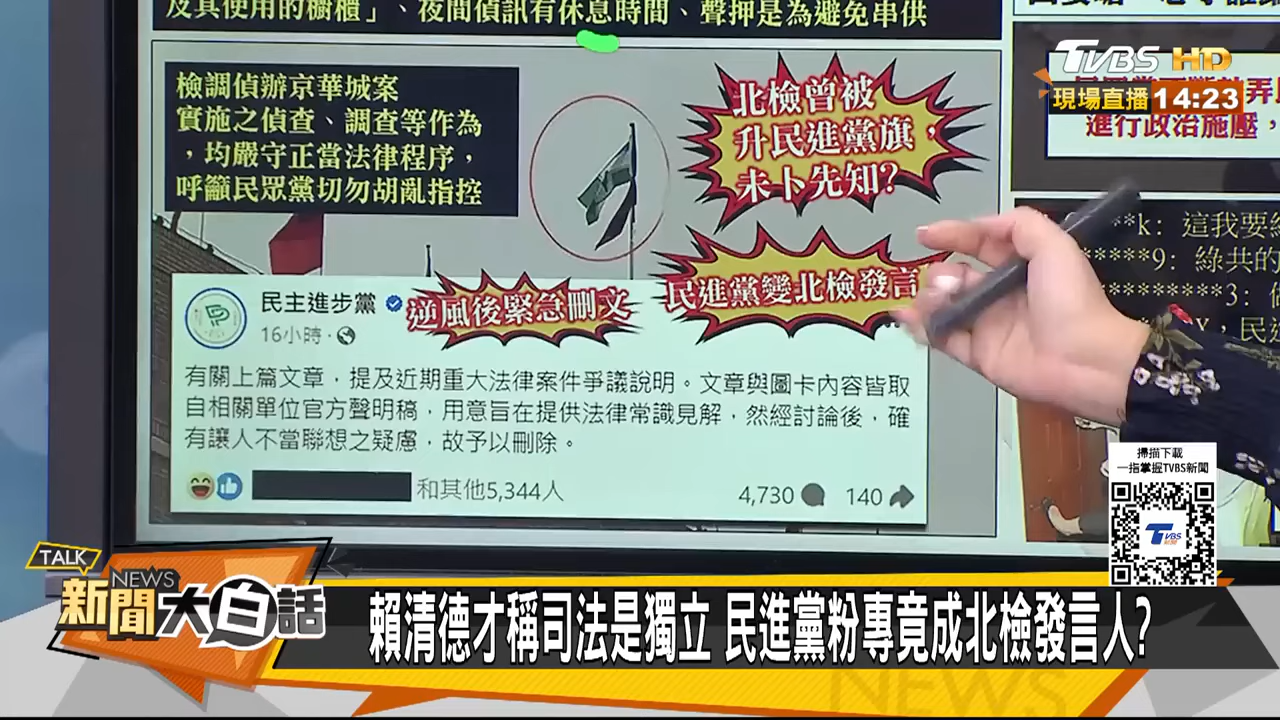 及其使用的櫥櫃」、夜間偵訊有休息時間、聲押是為避免串供
TVBS HD
現場直播 14:23
進行政治施壓，
檢調偵辦京華城案
實施之偵查、調查等作為
，均嚴守正當法律程序，
呼籲民眾黨切勿胡亂指控
北檢曾被
升民進黨旗，
未卜先知?
**k: 這我要
*****9: 綠共的
*********3:
民進黨變北檢發言
逆風後緊急刪文
民主進步黨
16小時
有關上篇文章，提及近期重大法律案件爭議說明。文章與圖卡內容皆取
自相關單位官方聲明稿，用意旨在提供法律常識見解，然經討論後，確
有讓人不當聯想之疑慮，故予以刪除。
和其他5,344人
4,730
140
掃描下載
一指掌握TVBS新聞
TVBS
新聞
TALK
NEWS
新聞大白話
賴清德才稱司法是獨立 民進黨粉專竟成北檢發言人?
NEWS